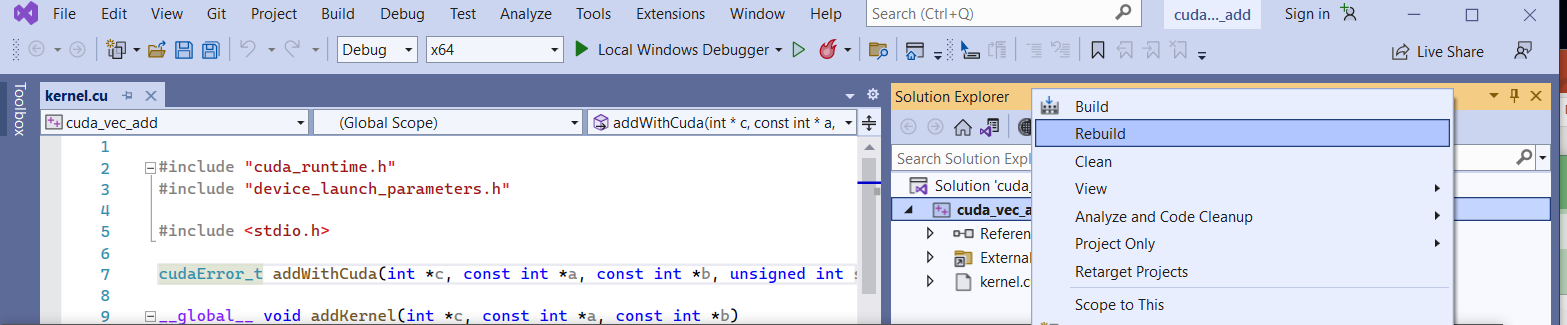 File Edit View Git Project Build Debug Test Analyze Tools Extensions Window Help Search (Ctrl+Q) cuda..._add Sign in
Debug x64 Local Windows Debugger Live Share
Toolbox
kernel.cu
cuda_vec_add (Global Scope) addWithCuda(int * c, const int * a,
1
2 #include "cuda_runtime.h"
3 #include "device_launch_parameters.h"
4
5 #include <stdio.h>
6
7 cudaError_t addWithCuda(int *c, const int *a, const int *b, unsigned int
8
9 __global__ void addKernel(int *c, const int *a, const int *b)
Solution Explorer
Search Solution Expl
Solution 'cuda_
cuda_vec_a
Referen
External
kernel.c
Build
Rebuild
Clean
View
Analyze and Code Cleanup
Project Only
Retarget Projects
Scope to This